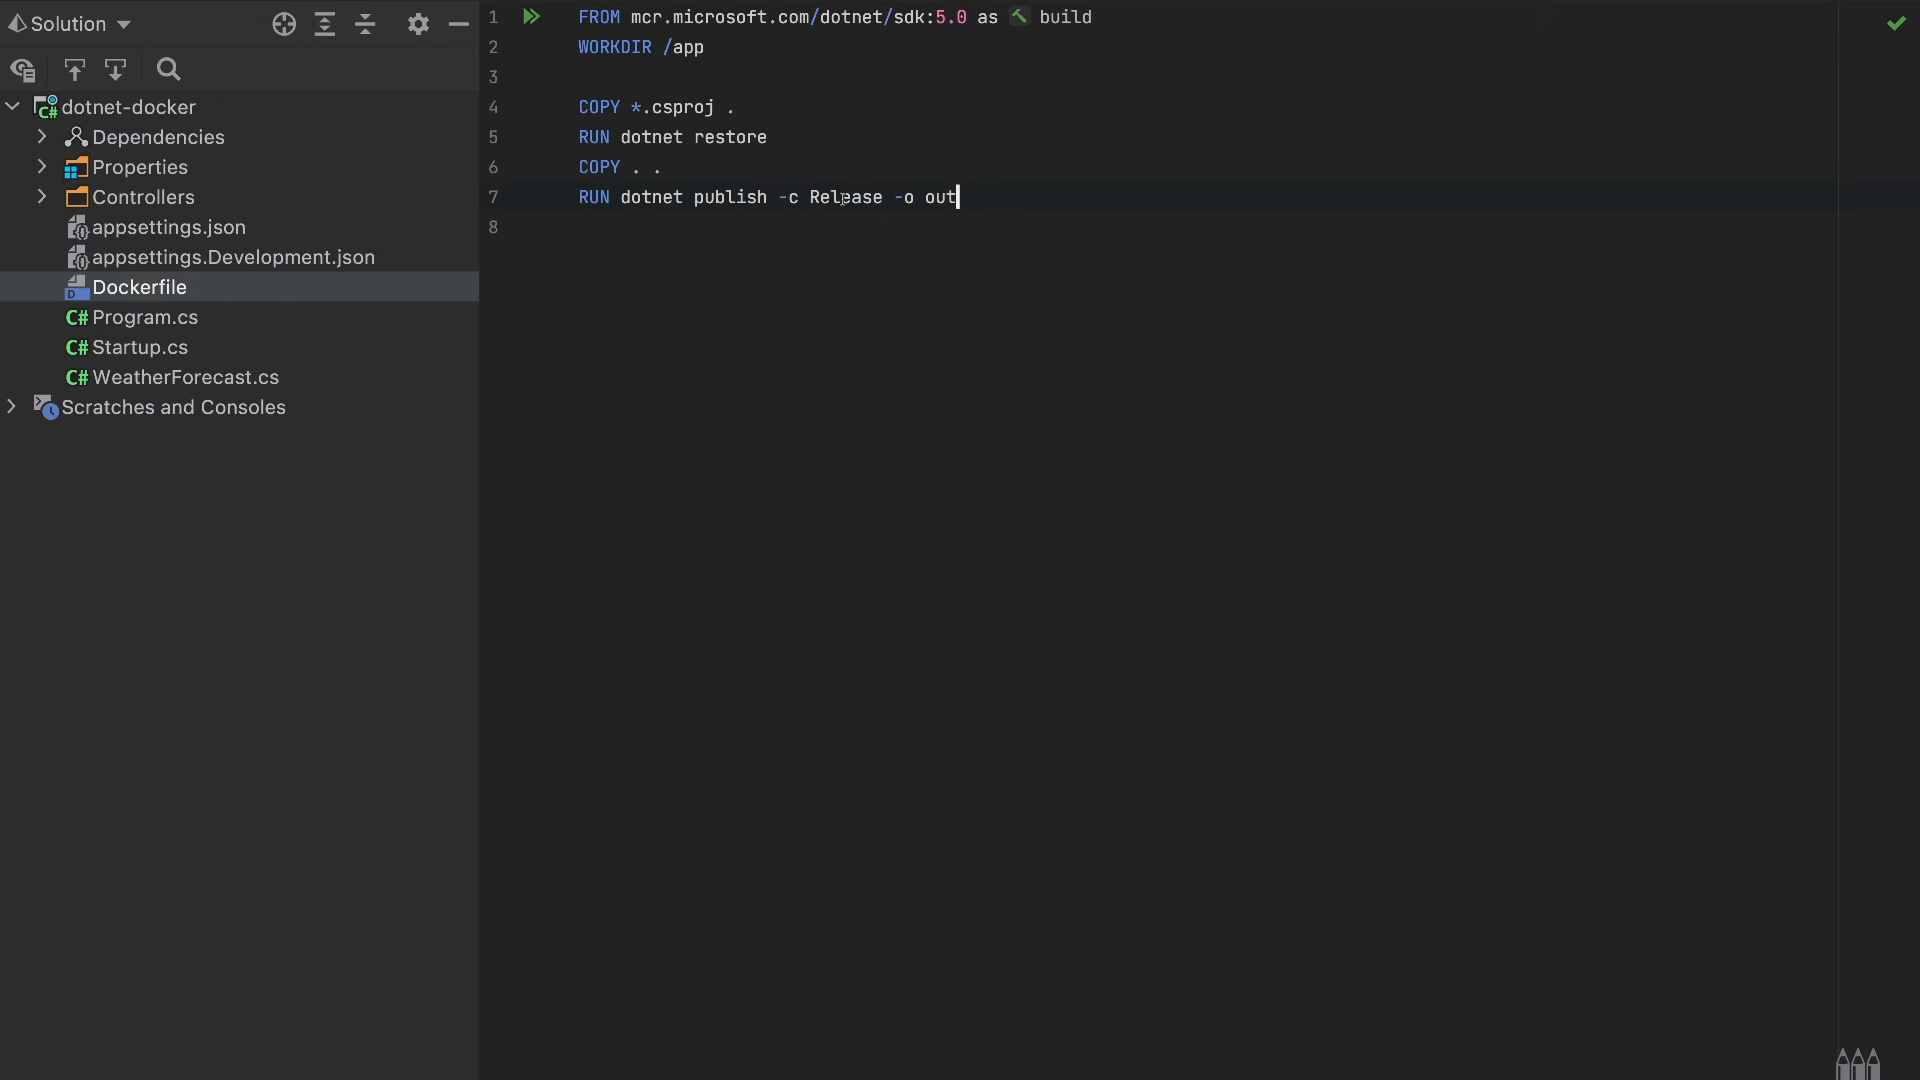 Solution
dotnet-docker
Dependencies
Properties
Controllers
appsettings.json
appsettings.Development.json
Dockerfile
C# Program.cs
C# Startup.cs
C# WeatherForecast.cs
Scratches and Consoles
1 FROM mcr.microsoft.com/dotnet/sdk:5.0 as build
2 WORKDIR /app
3
4 COPY *.csproj .
5 RUN dotnet restore
6 COPY . .
7 RUN dotnet publish -c Release -o out
8